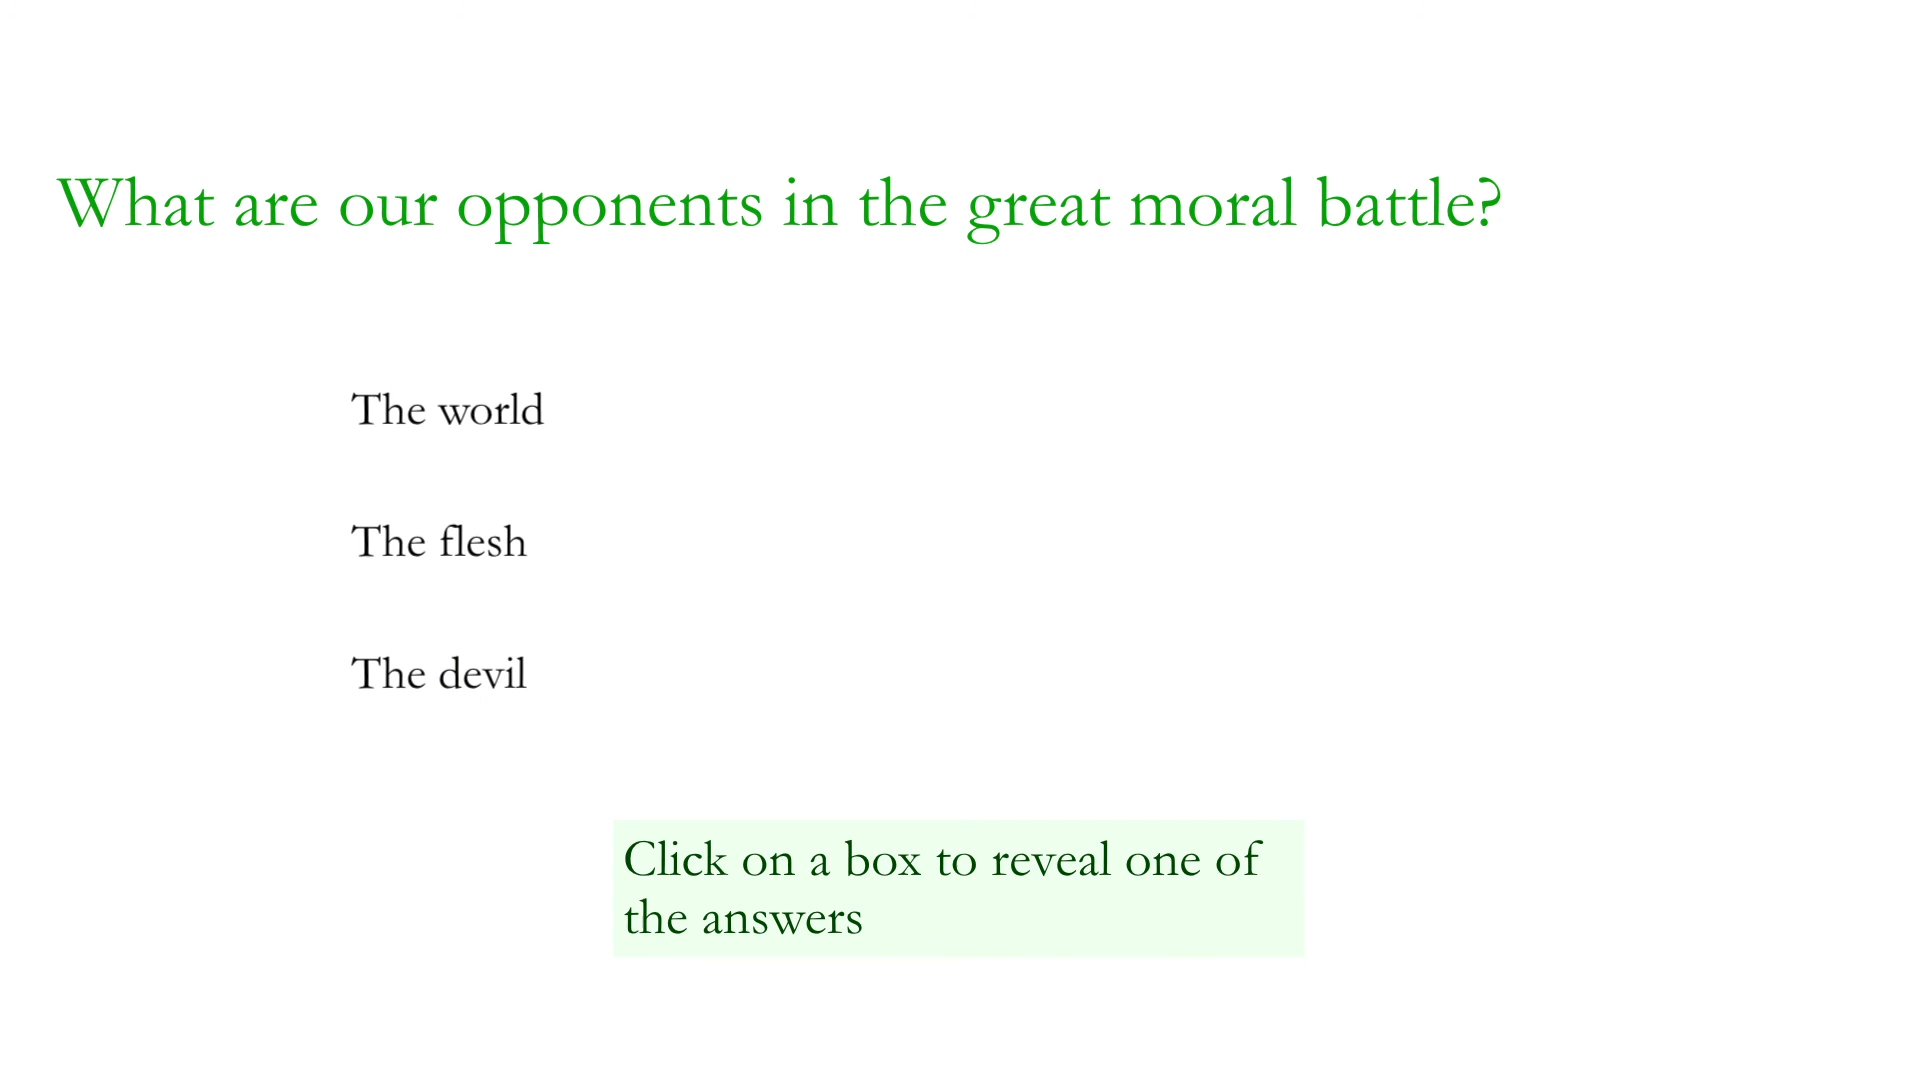 What are our opponents in the great moral battle?
The world
The flesh
The devil
Click on a box to reveal one of
the answers